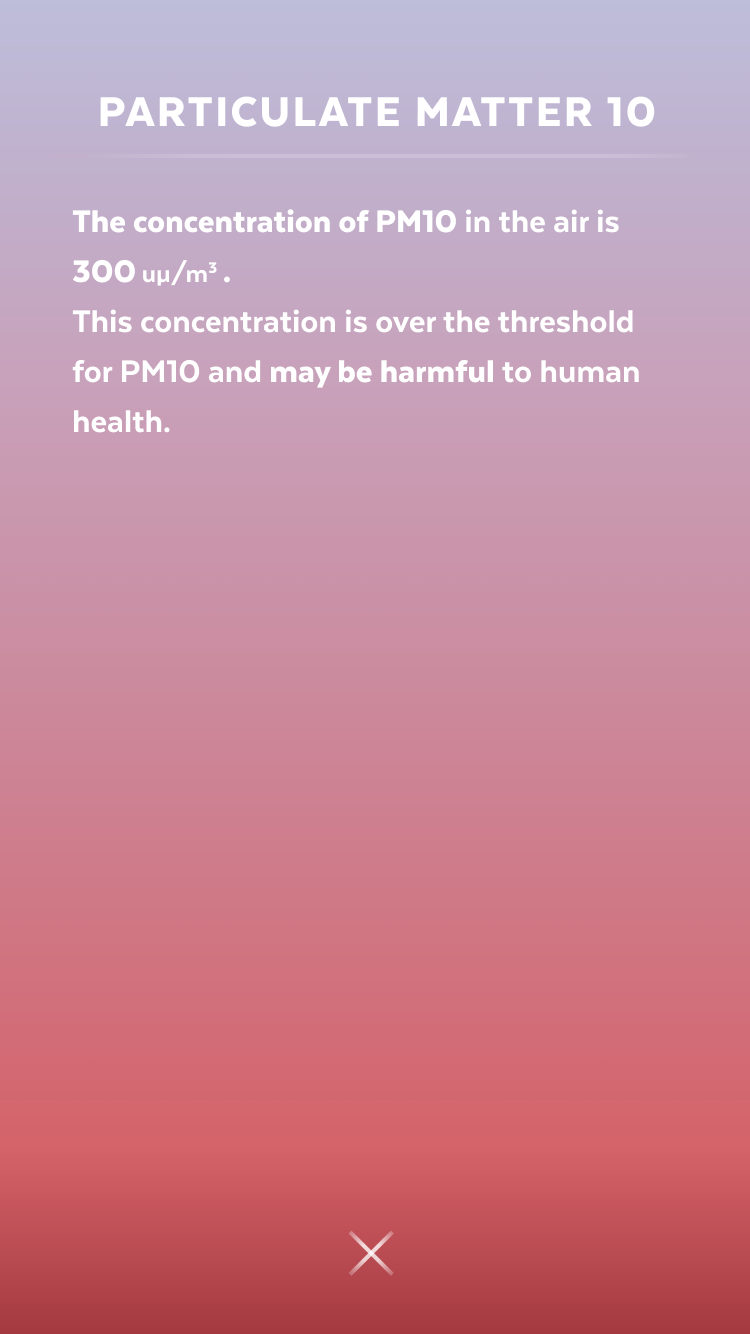 PARTICULATE MATTER 10
The concentration of PM10 in the air is
300 uµ/m³ .
This concentration is over the threshold
for PM10 and may be harmful to human
health.